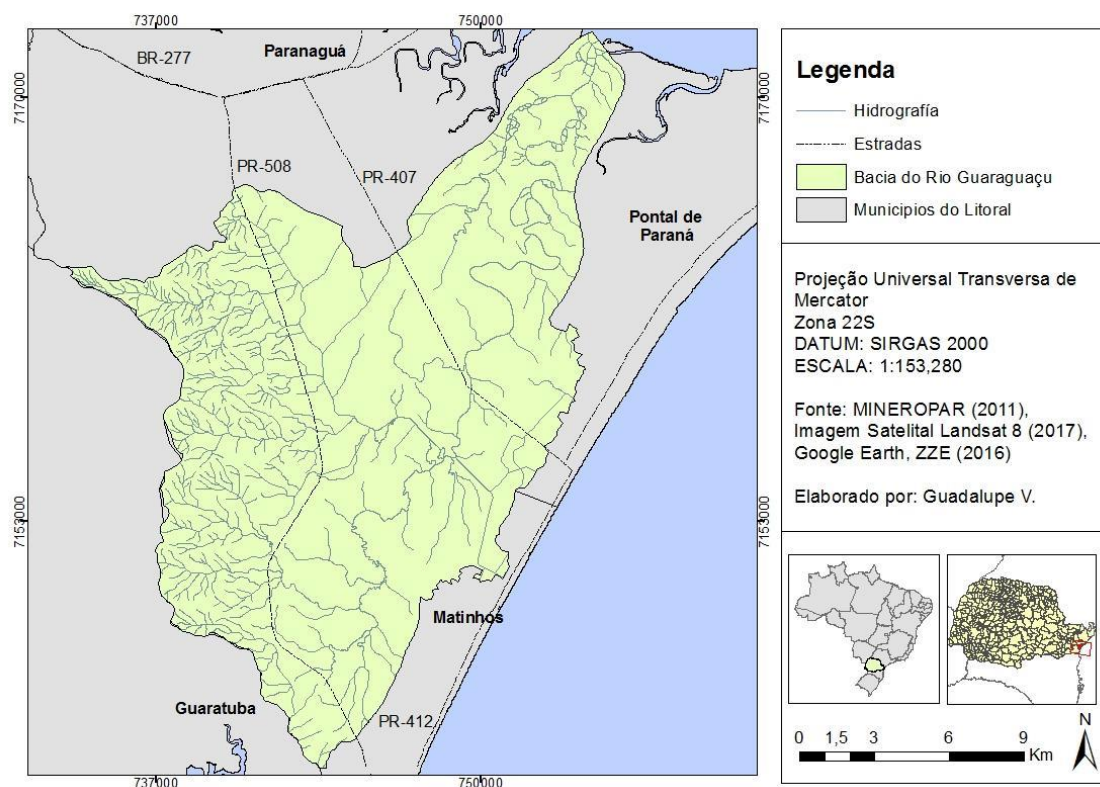 737000
750000
BR-277
Paranaguá
7170000
7170000
PR-508
PR-407
Pontal de
Paraná
7153000
7153000
Matinhos
Guaratuba
PR-412
737000
750000
Legenda
Hidrografía
Estradas
Bacia do Rio Guaraguaçu
Municipios do Litoral
Projeção Universal Transversa de
Mercator
Zona 22S
DATUM: SIRGAS 2000
ESCALA: 1:153,280
Fonte: MINEROPAR (2011),
Imagem Satelital Landsat 8 (2017),
Google Earth, ZZE (2016)
Elaborado por: Guadalupe V.
N
0 1,5 3 6 9
Km